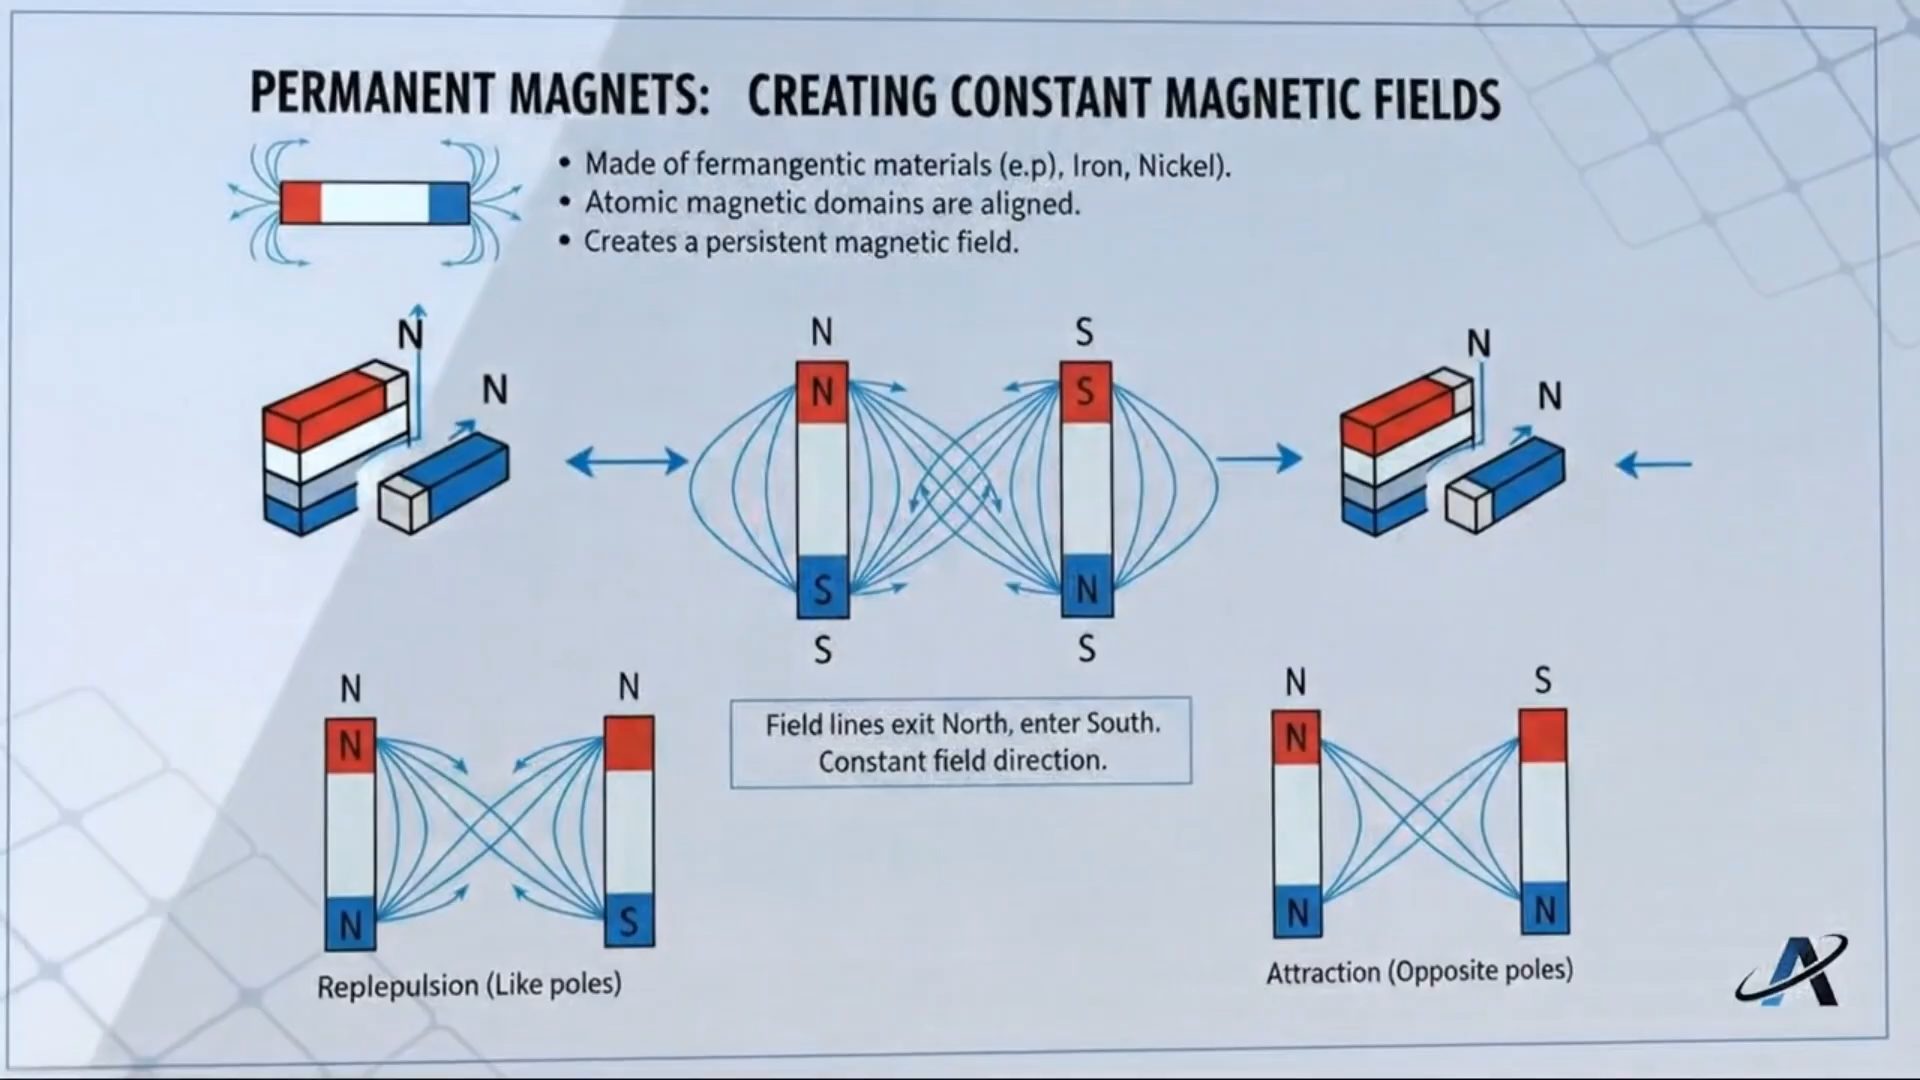 PERMANENT MAGNETS: CREATING CONSTANT MAGNETIC FIELDS
• Made of fermangentic materials (e.p), Iron, Nickel).
• Atomic magnetic domains are aligned.
• Creates a persistent magnetic field.
N
N
N
S
N
S
S
N
S
S
N
N
N
N
N
N
S
Replepulsion (Like poles)
Field lines exit North, enter South.
Constant field direction.
N
S
N
N
N
Attraction (Opposite poles)
A